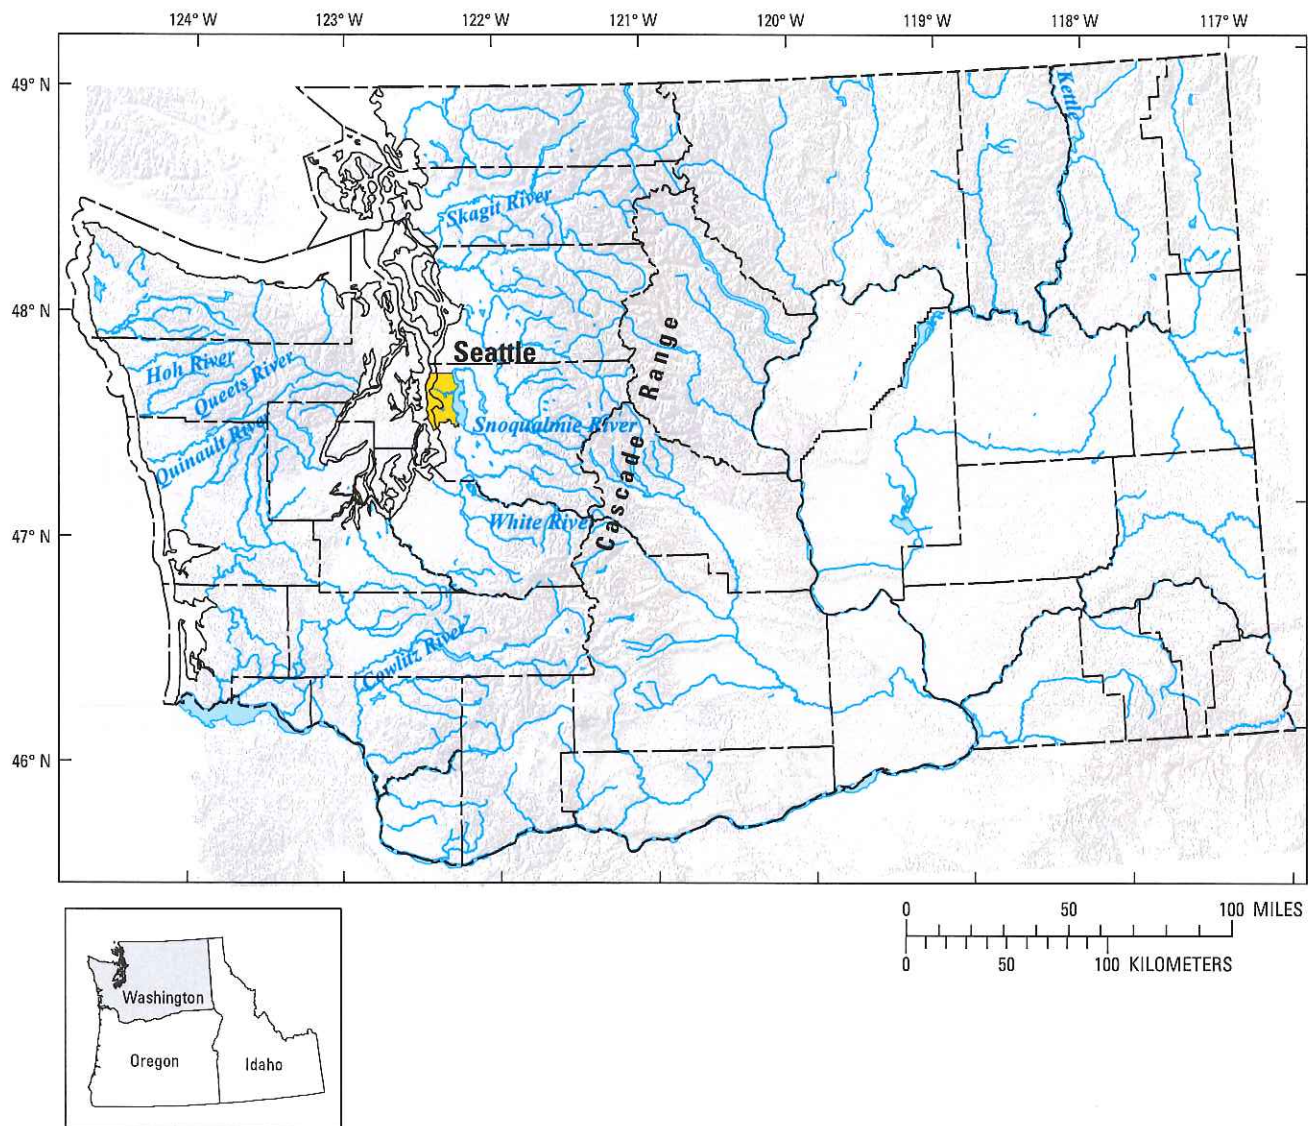 124° W 123° W 122° W 121° W 120° W 119° W 118° W 117° W
49° N
48° N
47° N
46° N
Kettle
Skagit River
Seattle
Hoh River
Queets River
Quinault River
Snoqualmie River
Cascade Range
White River
Cowlitz River
0 50 100 MILES
0 50 100 KILOMETERS
Washington
Oregon
Idaho